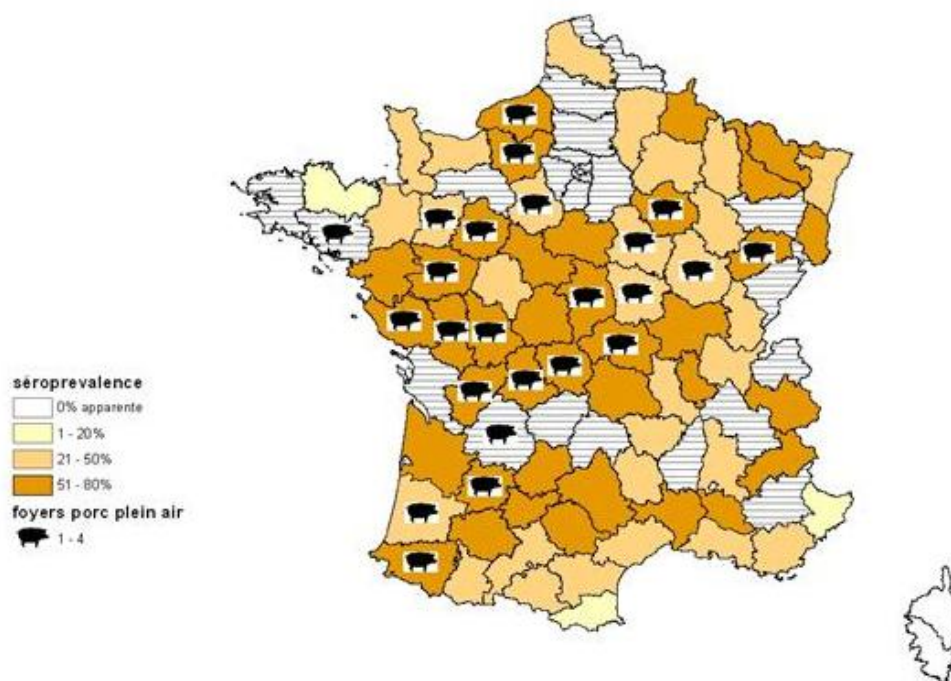 séroprevalence
0% apparente
1 - 20%
21 - 50%
51 - 80%
foyers porc plein air
1 - 4